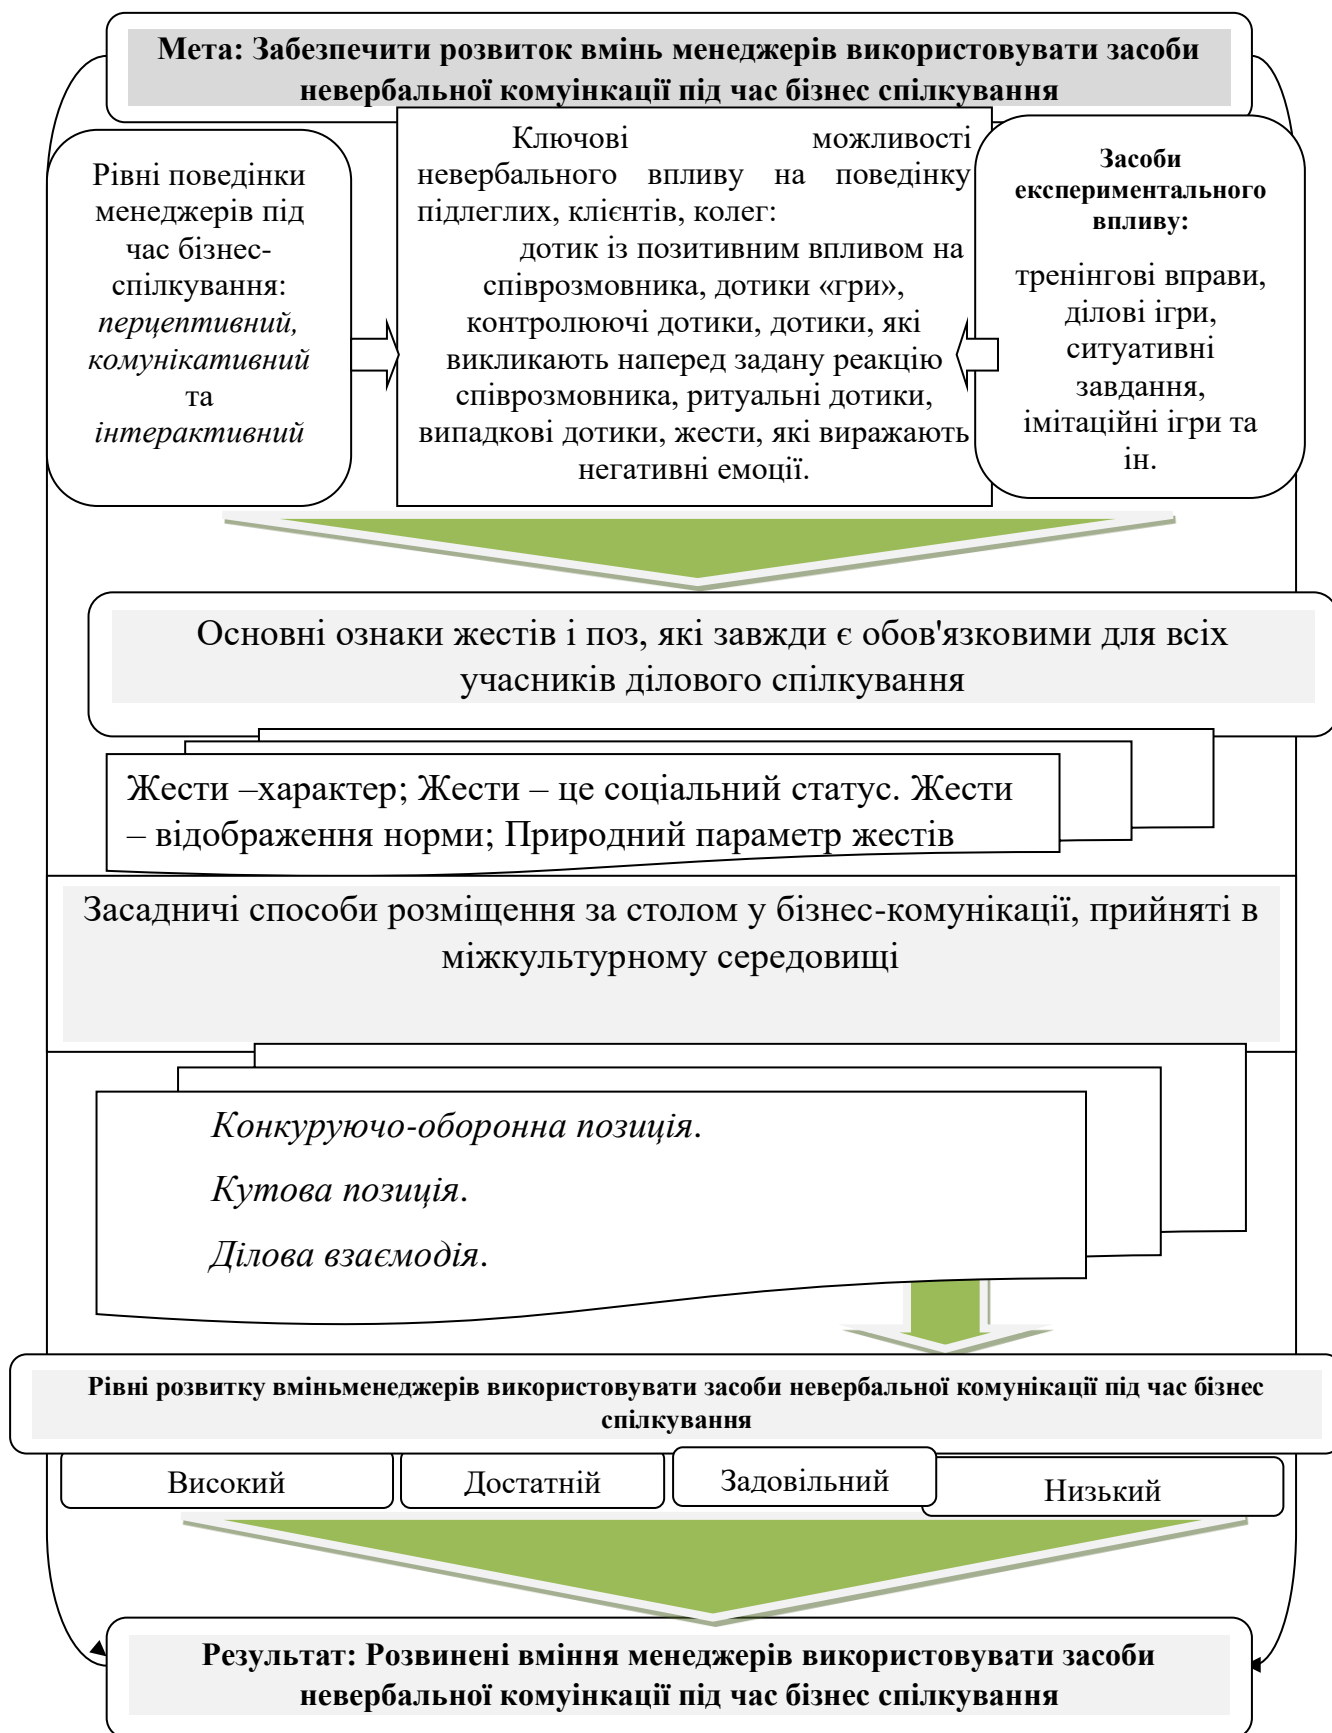 Мета: Забезпечити розвиток вмінь менеджерів використовувати засоби
невербальної комуінкації під час бізнес спілкування
Рівні поведінки
менеджерів під
час бізнес-
спілкування:
перцептивний,
комунікативний
та
інтерактивний
Ключові можливості
невербального впливу на поведінку
підлеглих, клієнтів, колег:
дотик із позитивним впливом на
співрозмовника, дотики «гри»,
контролюючі дотики, дотики, які
викликають наперед задану реакцію
співрозмовника, ритуальні дотики,
випадкові дотики, жести, які виражають
негативні емоції.
Засоби
експериментального
впливу:
тренінгові вправи,
ділові ігри,
ситуативні
завдання,
імітаційні ігри та
ін.
Основні ознаки жестів і поз, які завжди є обов'язковими для всіх
учасників ділового спілкування
Жести –характер; Жести – це соціальний статус. Жести
– відображення норми; Природний параметр жестів
Засадничі способи розміщення за столом у бізнес-комунікації, прийняті в
міжкультурному середовищі
Конкуруючо-оборонна позиція.
Кутова позиція.
Ділова взаємодія.
Рівні розвитку вміньменеджерів використовувати засоби невербальної комунікації під час бізнес
спілкування
Високий
Достатній
Задовільний
Низький
Результат: Розвинені вміння менеджерів використовувати засоби
невербальної комуінкації під час бізнес спілкування